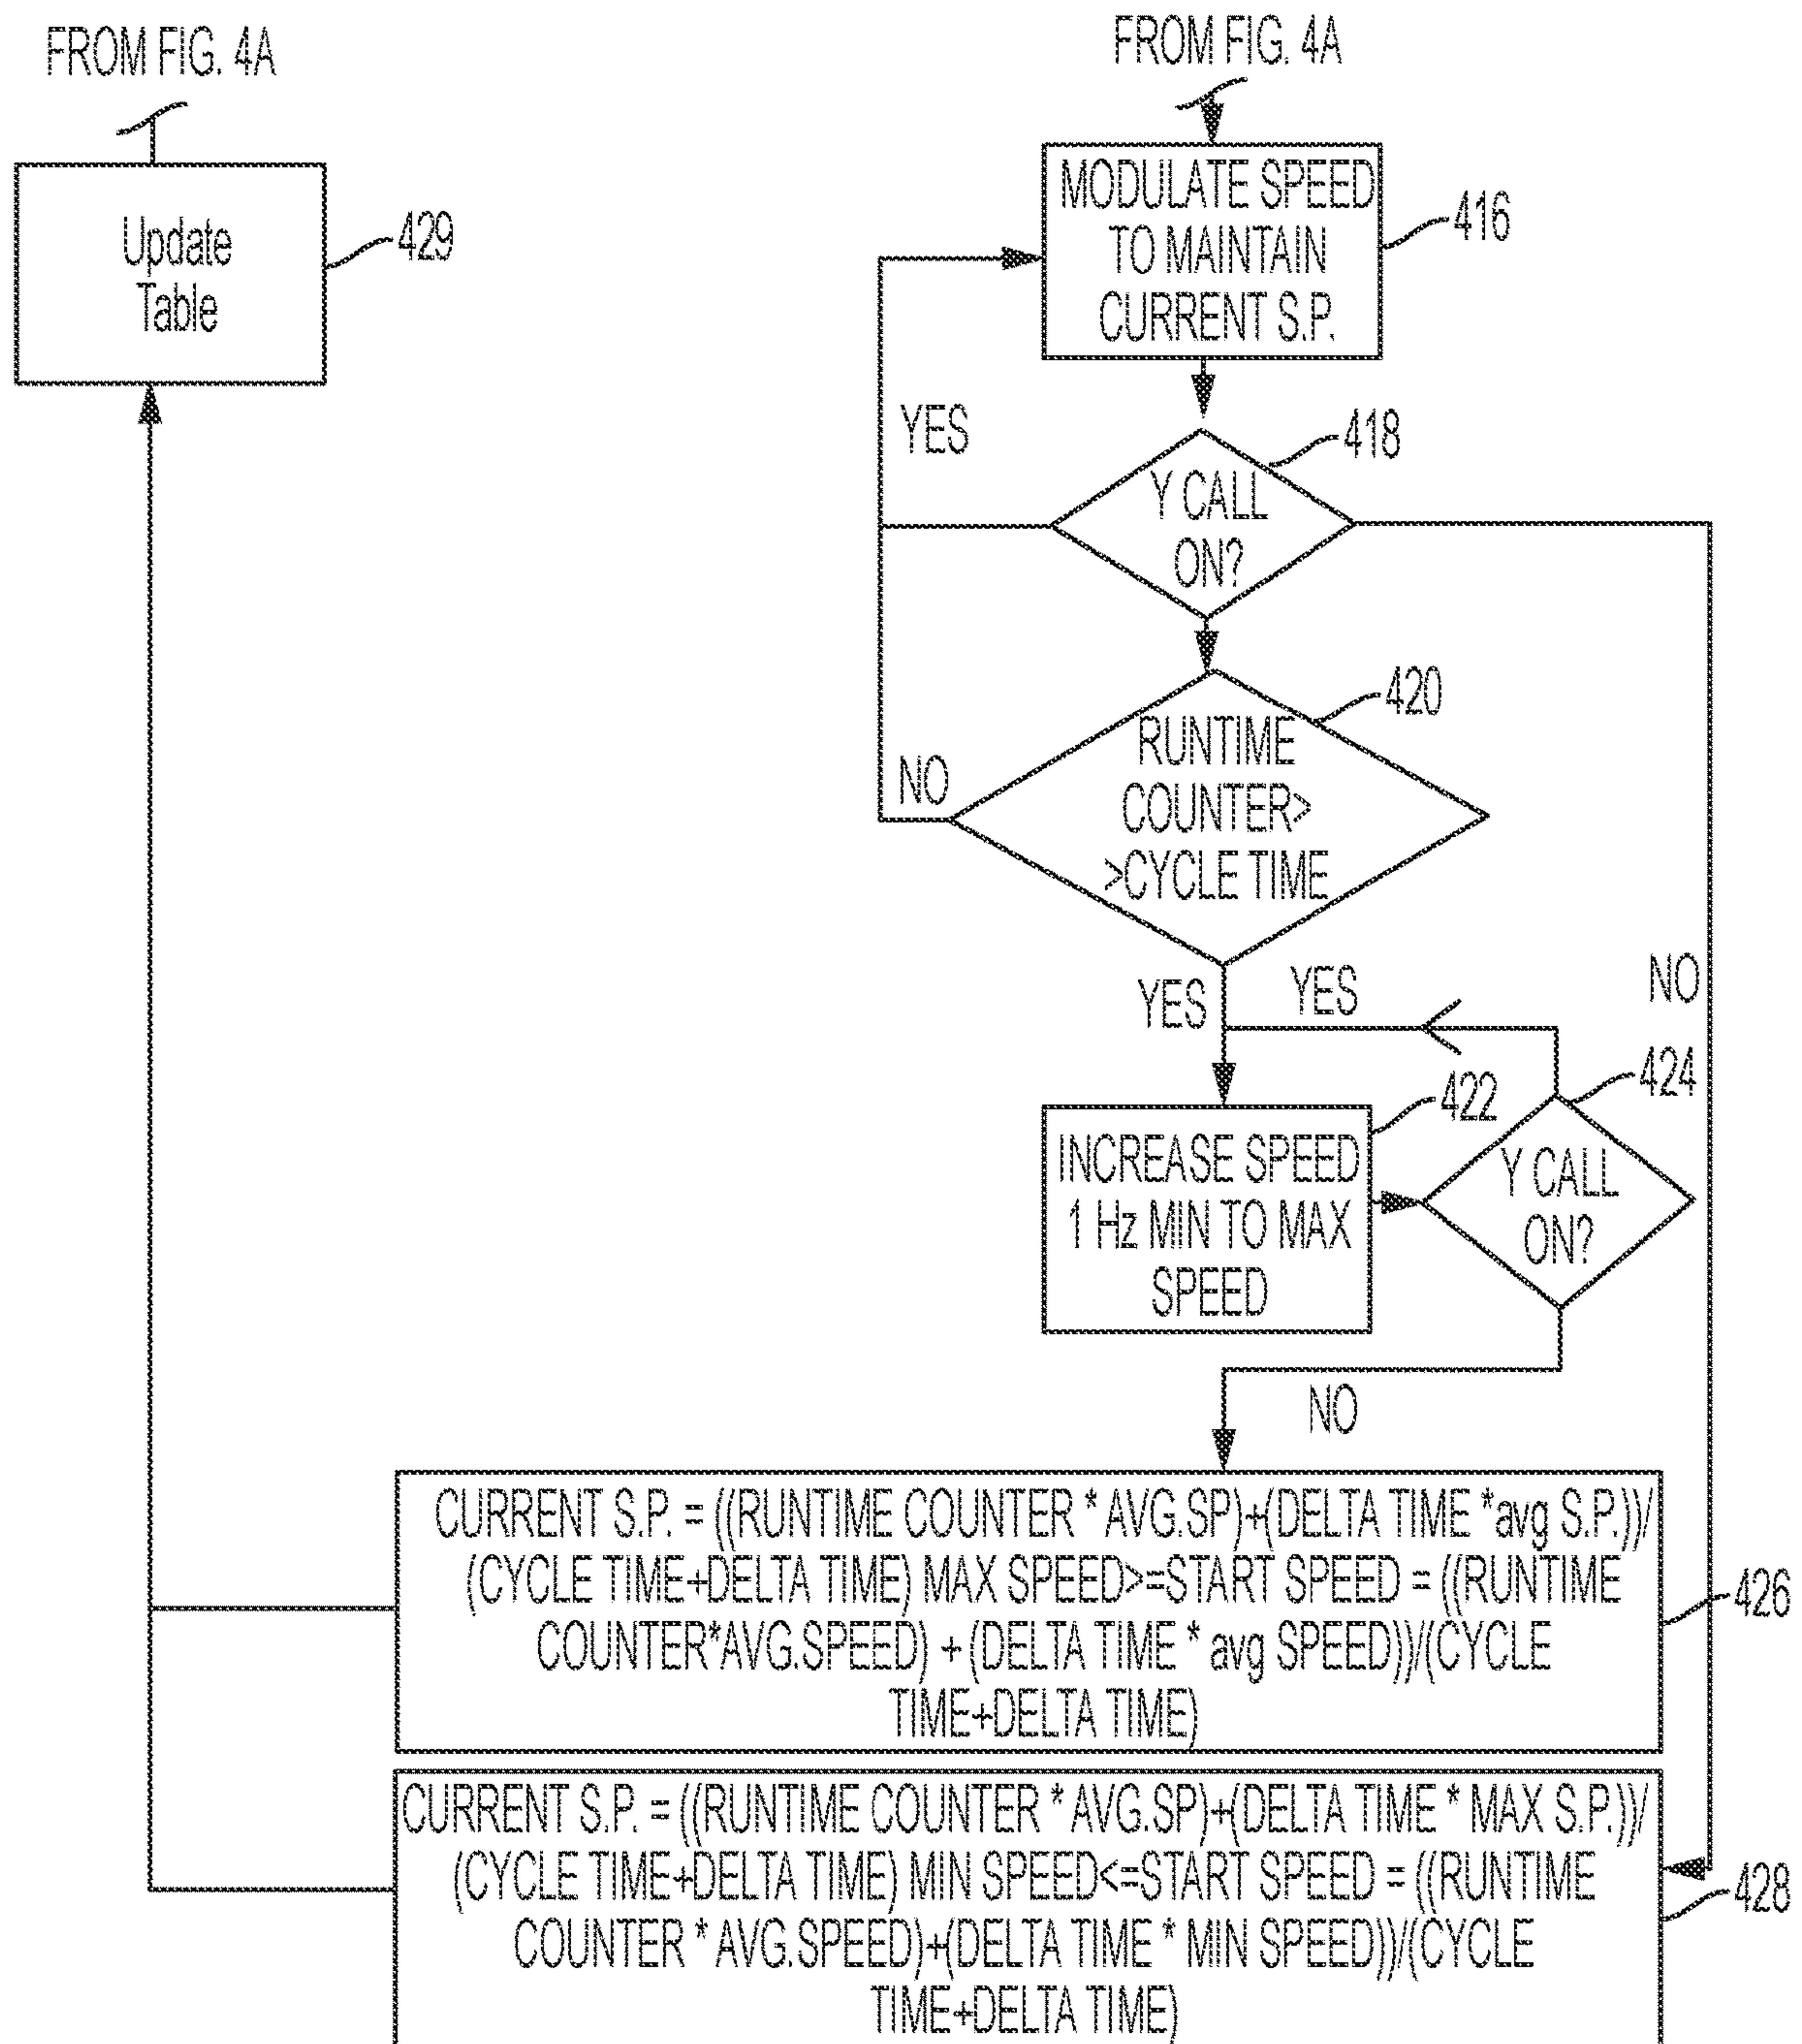 FROM FIG. 4A
Update
Table
429
FROM FIG. 4A
MODULATE SPEED
TO MAINTAIN
CURRENT S.P.
416
YES
Y CALL
ON?
418
RUNTIME
COUNTER>
>CYCLE TIME
420
NO
YES
YES
NO
INCREASE SPEED
1 Hz MIN TO MAX
SPEED
422
Y CALL
ON?
424
NO
CURRENT S.P. = ((RUNTIME COUNTER * AVG.SP)+(DELTA TIME *avg S.P.))/
(CYCLE TIME+DELTA TIME) MAX SPEED>=START SPEED = ((RUNTIME
COUNTER*AVG.SPEED) + (DELTA TIME * avg SPEED))/(CYCLE
TIME+DELTA TIME)
426
CURRENT S.P. = ((RUNTIME COUNTER * AVG.SP)+(DELTA TIME * MAX S.P.))/
(CYCLE TIME+DELTA TIME) MIN SPEED<=START SPEED = ((RUNTIME
COUNTER * AVG.SPEED)+(DELTA TIME * MIN SPEED))/(CYCLE
TIME+DELTA TIME)
428